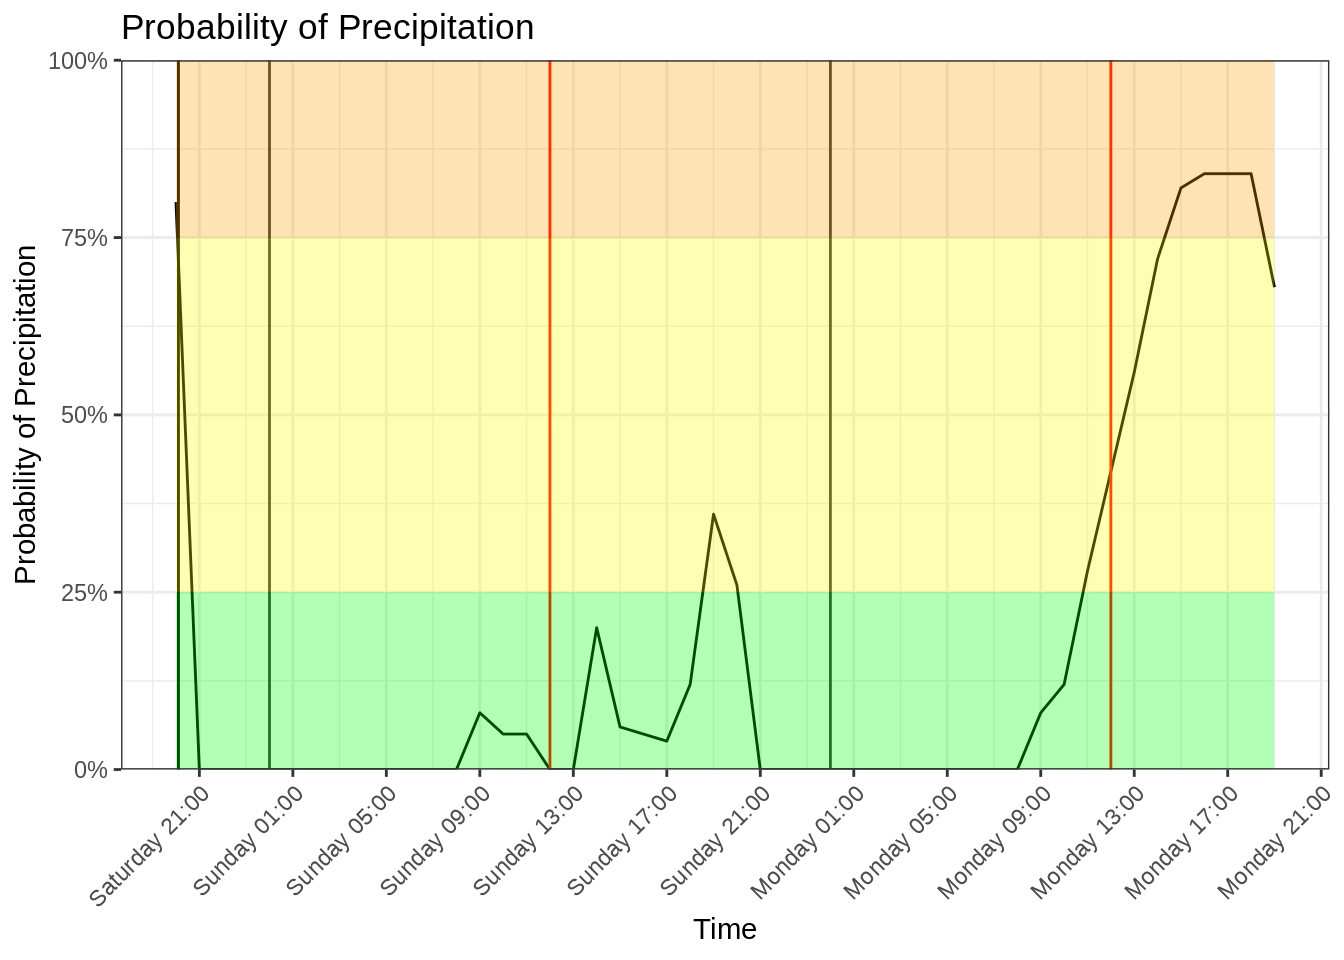 Probability of Precipitation
Probability of Precipitation
100%
75%
50%
25%
0%
Saturday 21:00
Sunday 01:00
Sunday 05:00
Sunday 09:00
Sunday 13:00
Sunday 17:00
Sunday 21:00
Monday 01:00
Monday 05:00
Monday 09:00
Monday 13:00
Monday 17:00
Monday 21:00
Time